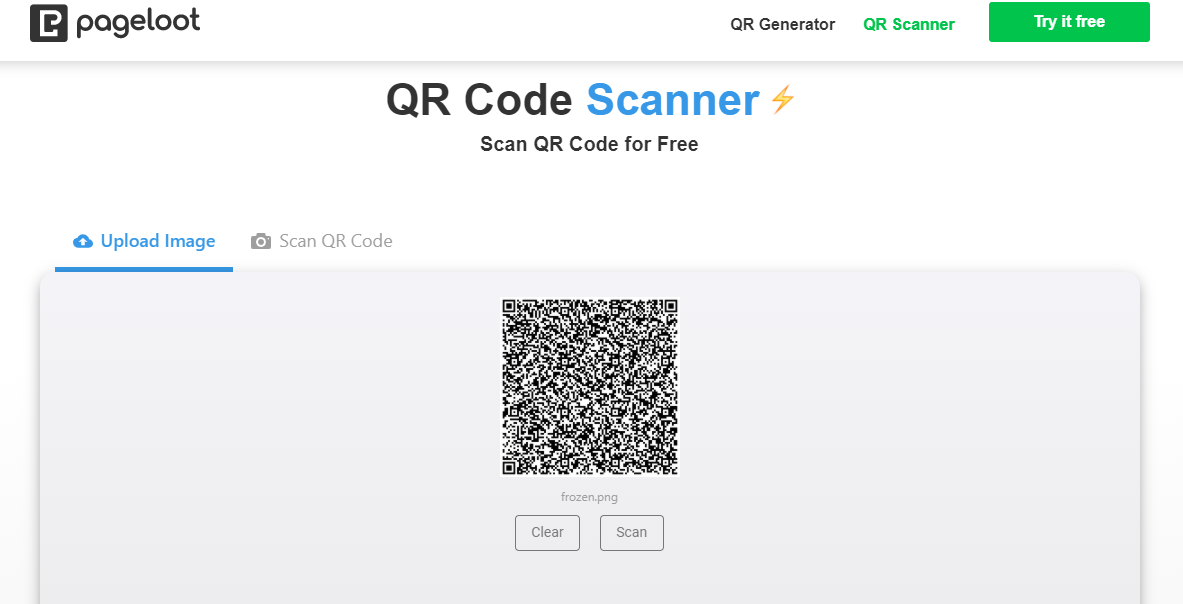 pageloot
QR Generator
QR Scanner
Try it free
QR Code Scanner
Scan QR Code for Free
Upload Image
Scan QR Code
frozen.png
Clear
Scan